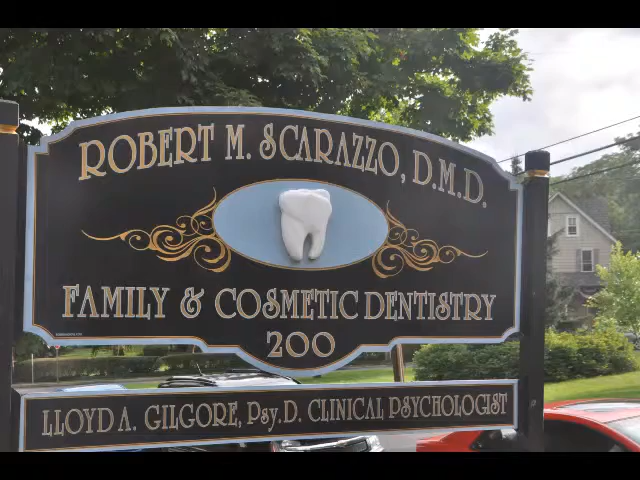 ROBERT M. SCARAZZO, D.M.D.
FAMILY & COSMETIC DENTISTRY
200
LLOYD A. GILGORE, Psy.D. CLINICAL PSYCHOLOGIST